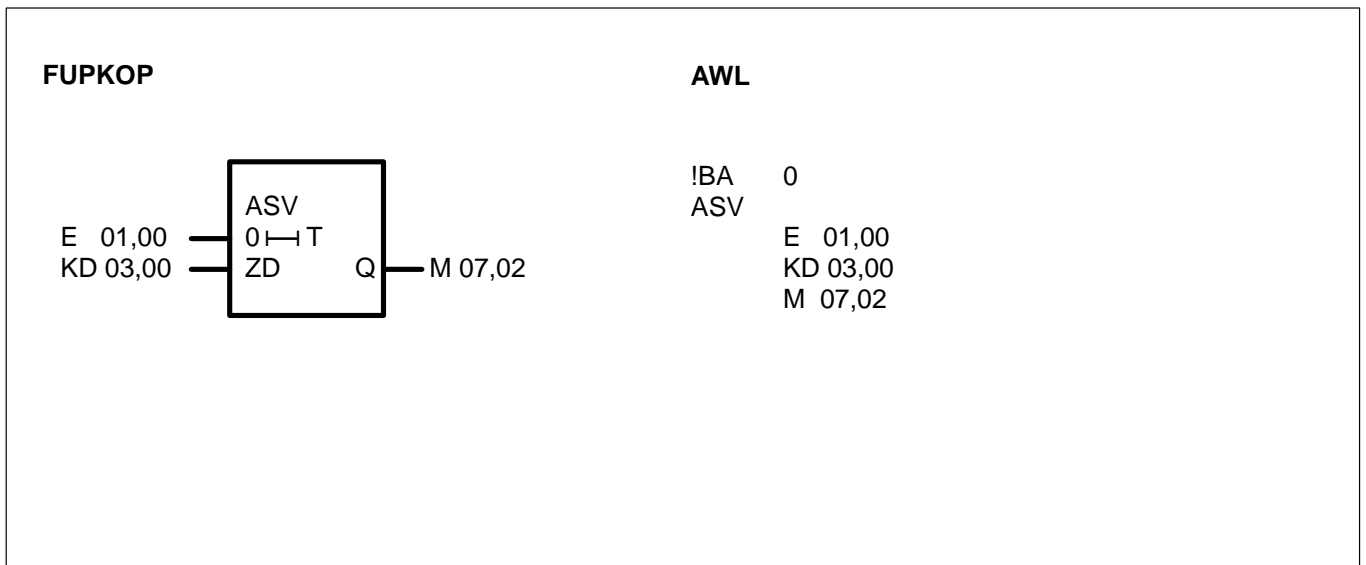 FUPKOP
ASV
E 01,00 0 T
KD 03,00 ZD Q M 07,02
AWL
!BA 0
ASV
E 01,00
KD 03,00
M 07,02